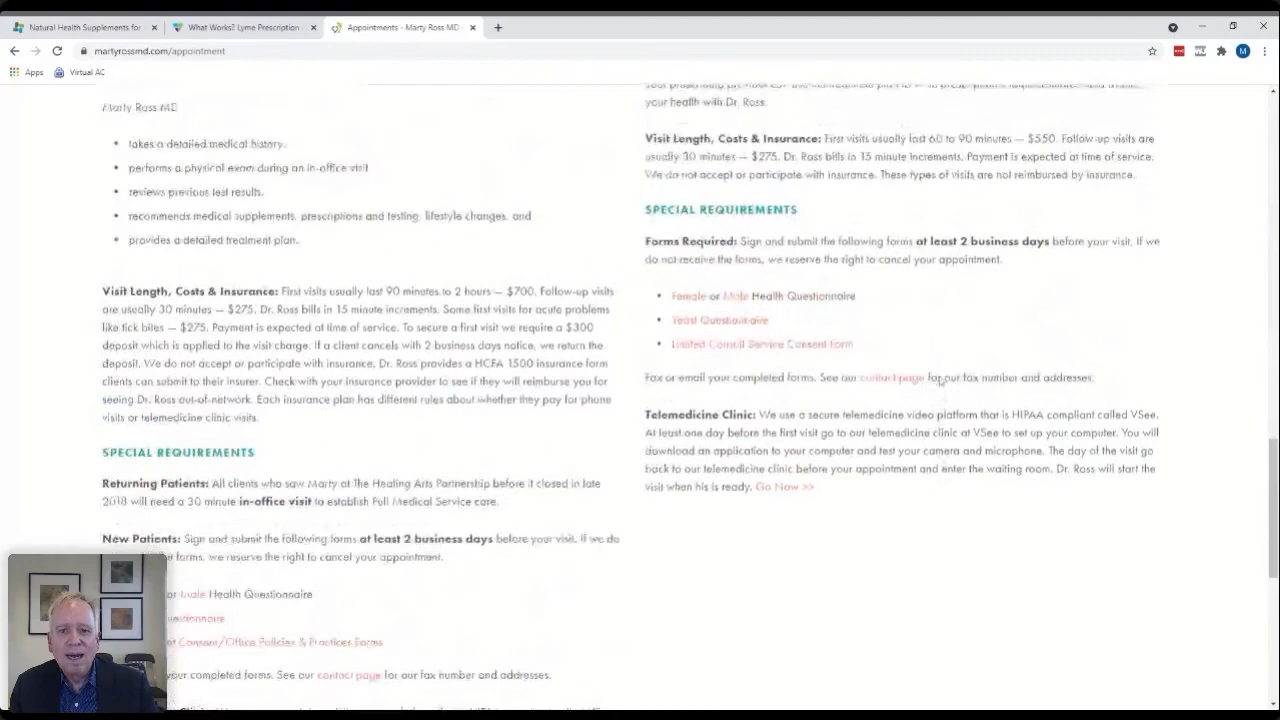 Natural Health Supplements for
What Works? Lyme Prescription
Appointments - Marty Ross MD
martyrossmd.com/appointment
Apps
Virtual AC
M
Marty Ross MD
takes a detailed medical history.
performs a physical exam during an in-office visit
reviews previous test results.
recommends medical supplements, prescriptions and testing, lifestyle changes, and
provides a detailed treatment plan.
Visit Length, Costs & Insurance: First visits usually last 90 minutes to 2 hours — $700. Follow-up visits
are usually 30 minutes — $275. Dr. Ross bills in 15 minute increments. Some first visits for acute problems
like tick bites — $275. Payment is expected at time of service. To secure a first visit we require a $300
deposit which is applied to the visit charge. If a client cancels with 2 business days notice, we return the
deposit. We do not accept or participate with insurance. Dr. Ross provides a HCFA 1500 insurance form
clients can submit to their insurer. Check with your insurance provider to see if they will reimburse you for
seeing Dr. Ross out-of-network. Each insurance plan has different rules about whether they pay for phone
visits or telemedicine clinic visits.
SPECIAL REQUIREMENTS
Returning Patients: All clients who saw Marty at The Healing Arts Partnership before it closed in late
2018 will need a 30 minute in-office visit to establish Full Medical Service care.
New Patients: Sign and submit the following forms at least 2 business days before your visit. If we do
the forms, we reserve the right to cancel your appointment.
or Male Health Questionnaire
Consent/Office Policies & Practices Forms
your completed forms. See our contact page for our fax number and addresses.
your health with Dr. Ross.
Visit Length, Costs & Insurance: First visits usually last 60 to 90 minutes — $550. Follow-up visits are
usually 30 minutes — $275. Dr. Ross bills in 15 minute increments. Payment is expected at time of service.
We do not accept or participate with insurance. These types of visits are not reimbursed by insurance.
SPECIAL REQUIREMENTS
Forms Required: Sign and submit the following forms at least 2 business days before your visit. If we
do not receive the forms, we reserve the right to cancel your appointment.
Female or Male Health Questionnaire
Yeast Questionnaire
Limited Consult Service Consent form
Fax or email your completed forms. See our contact page for our fax number and addresses.
Telemedicine Clinic: We use a secure telemedicine video platform that is HIPAA compliant called VSee.
At least one day before the first visit go to our telemedicine clinic at VSee to set up your computer. You will
download an application to your computer and test your camera and microphone. The day of the visit go
back to our telemedicine clinic before your appointment and enter the waiting room. Dr. Ross will start the
visit when his is ready. Go Now >>